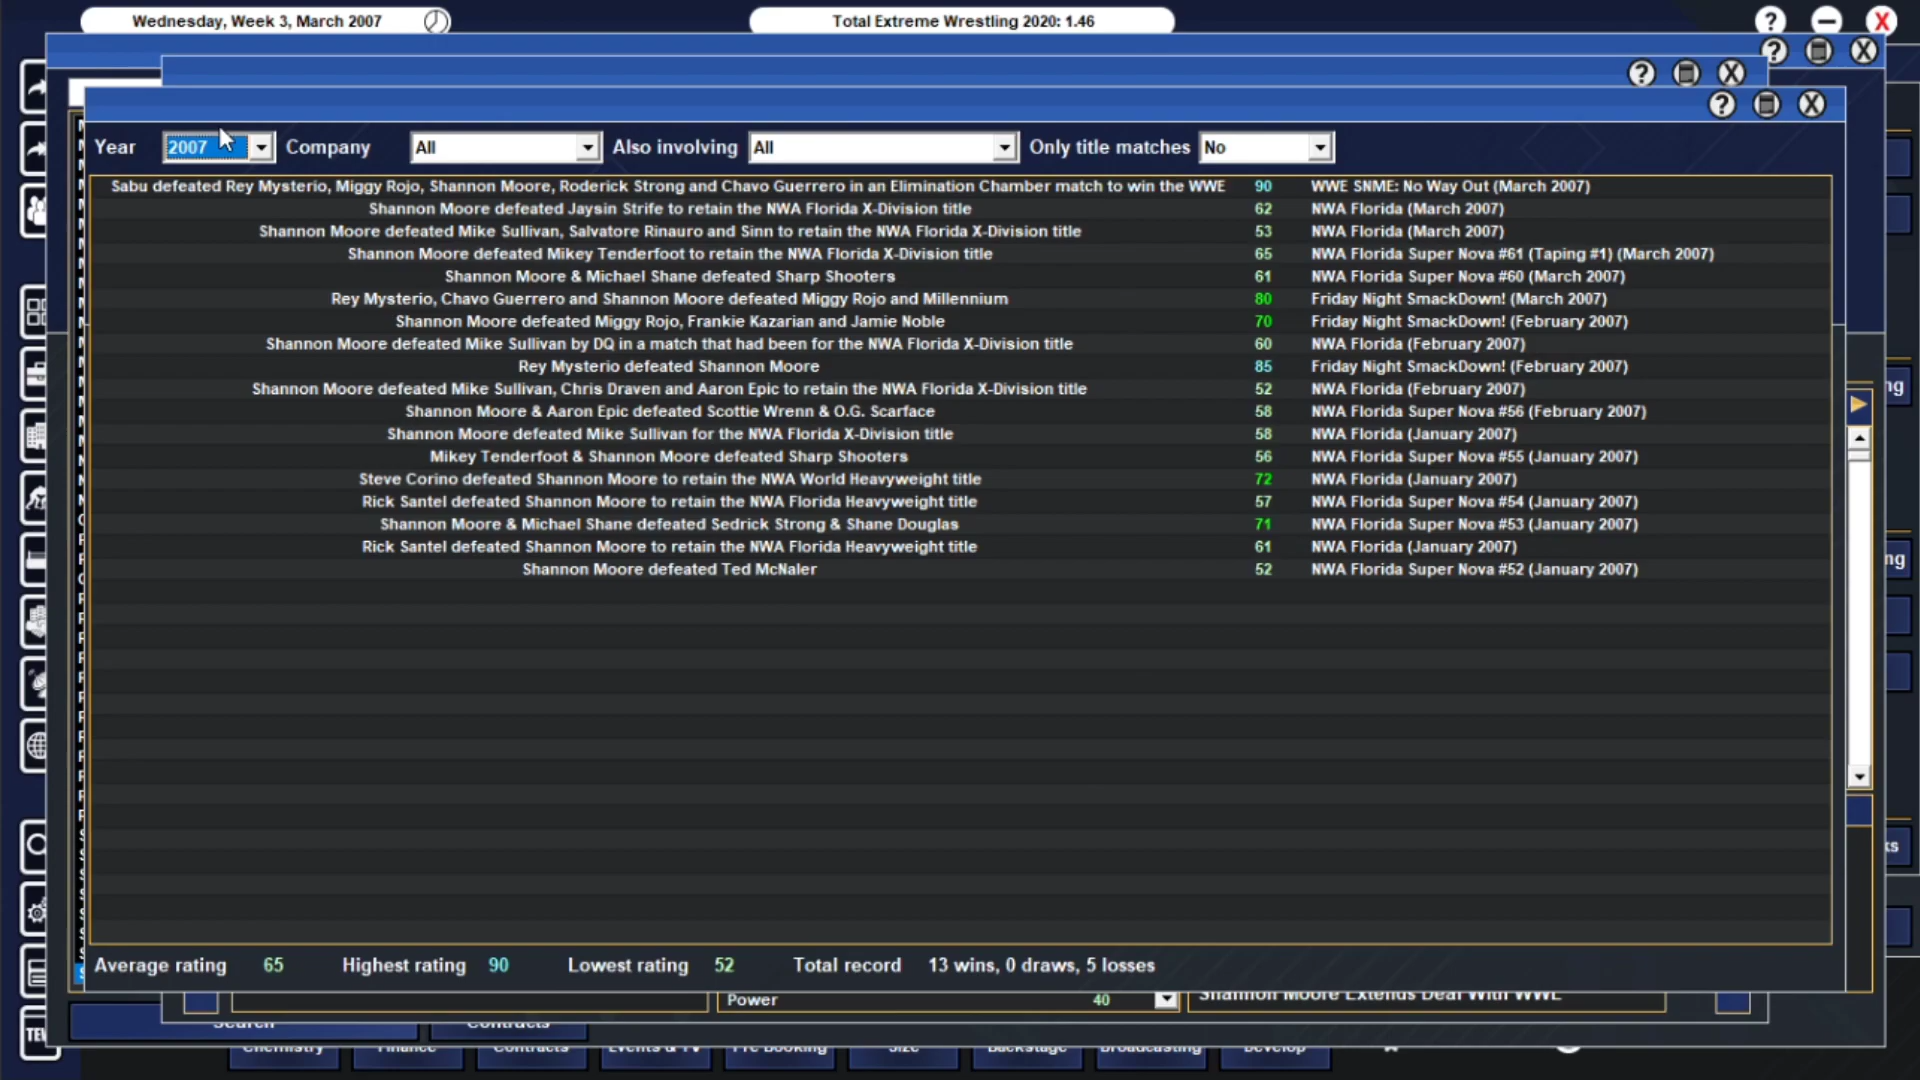 Wednesday, Week 3, March 2007
Total Extreme Wrestling 2020: 1.46
Year 2007 Company All Also involving All Only title matches No
Sabu defeated Rey Mysterio, Miggy Rojo, Shannon Moore, Roderick Strong and Chavo Guerrero in an Elimination Chamber match to win the WWE 90 WWE SNME: No Way Out (March 2007)
Shannon Moore defeated Jaysin Strife to retain the NWA Florida X-Division title 62 NWA Florida (March 2007)
Shannon Moore defeated Mike Sullivan, Salvatore Rinauro and Sinn to retain the NWA Florida X-Division title 53 NWA Florida (March 2007)
Shannon Moore defeated Mikey Tenderfoot to retain the NWA Florida X-Division title 65 NWA Florida Super Nova #61 (Taping #1) (March 2007)
Shannon Moore & Michael Shane defeated Sharp Shooters 61 NWA Florida Super Nova #60 (March 2007)
Rey Mysterio, Chavo Guerrero and Shannon Moore defeated Miggy Rojo and Millennium 80 Friday Night SmackDown! (March 2007)
Shannon Moore defeated Miggy Rojo, Frankie Kazarian and Jamie Noble 70 Friday Night SmackDown! (February 2007)
Shannon Moore defeated Mike Sullivan by DQ in a match that had been for the NWA Florida X-Division title 60 NWA Florida (February 2007)
Rey Mysterio defeated Shannon Moore 85 Friday Night SmackDown! (February 2007)
Shannon Moore defeated Mike Sullivan, Chris Draven and Aaron Epic to retain the NWA Florida X-Division title 52 NWA Florida (February 2007)
Shannon Moore & Aaron Epic defeated Scottie Wrenn & O.G. Scarface 58 NWA Florida Super Nova #56 (February 2007)
Shannon Moore defeated Mike Sullivan for the NWA Florida X-Division title 58 NWA Florida (January 2007)
Mikey Tenderfoot & Shannon Moore defeated Sharp Shooters 56 NWA Florida Super Nova #55 (January 2007)
Steve Corino defeated Shannon Moore to retain the NWA World Heavyweight title 72 NWA Florida (January 2007)
Rick Santel defeated Shannon Moore to retain the NWA Florida Heavyweight title 57 NWA Florida Super Nova #54 (January 2007)
Shannon Moore & Michael Shane defeated Sedrick Strong & Shane Douglas 71 NWA Florida Super Nova #53 (January 2007)
Rick Santel defeated Shannon Moore to retain the NWA Florida Heavyweight title 61 NWA Florida (January 2007)
Shannon Moore defeated Ted McNaler 52 NWA Florida Super Nova #52 (January 2007)
Average rating 65 Highest rating 90 Lowest rating 52 Total record 13 wins, 0 draws, 5 losses
Power 40 Shannon Moore Extends Deal With WWE
Search Contracts
Chemistry Finance Contracts Events & TV Pre Booking Size Backstage Broadcasting Develop